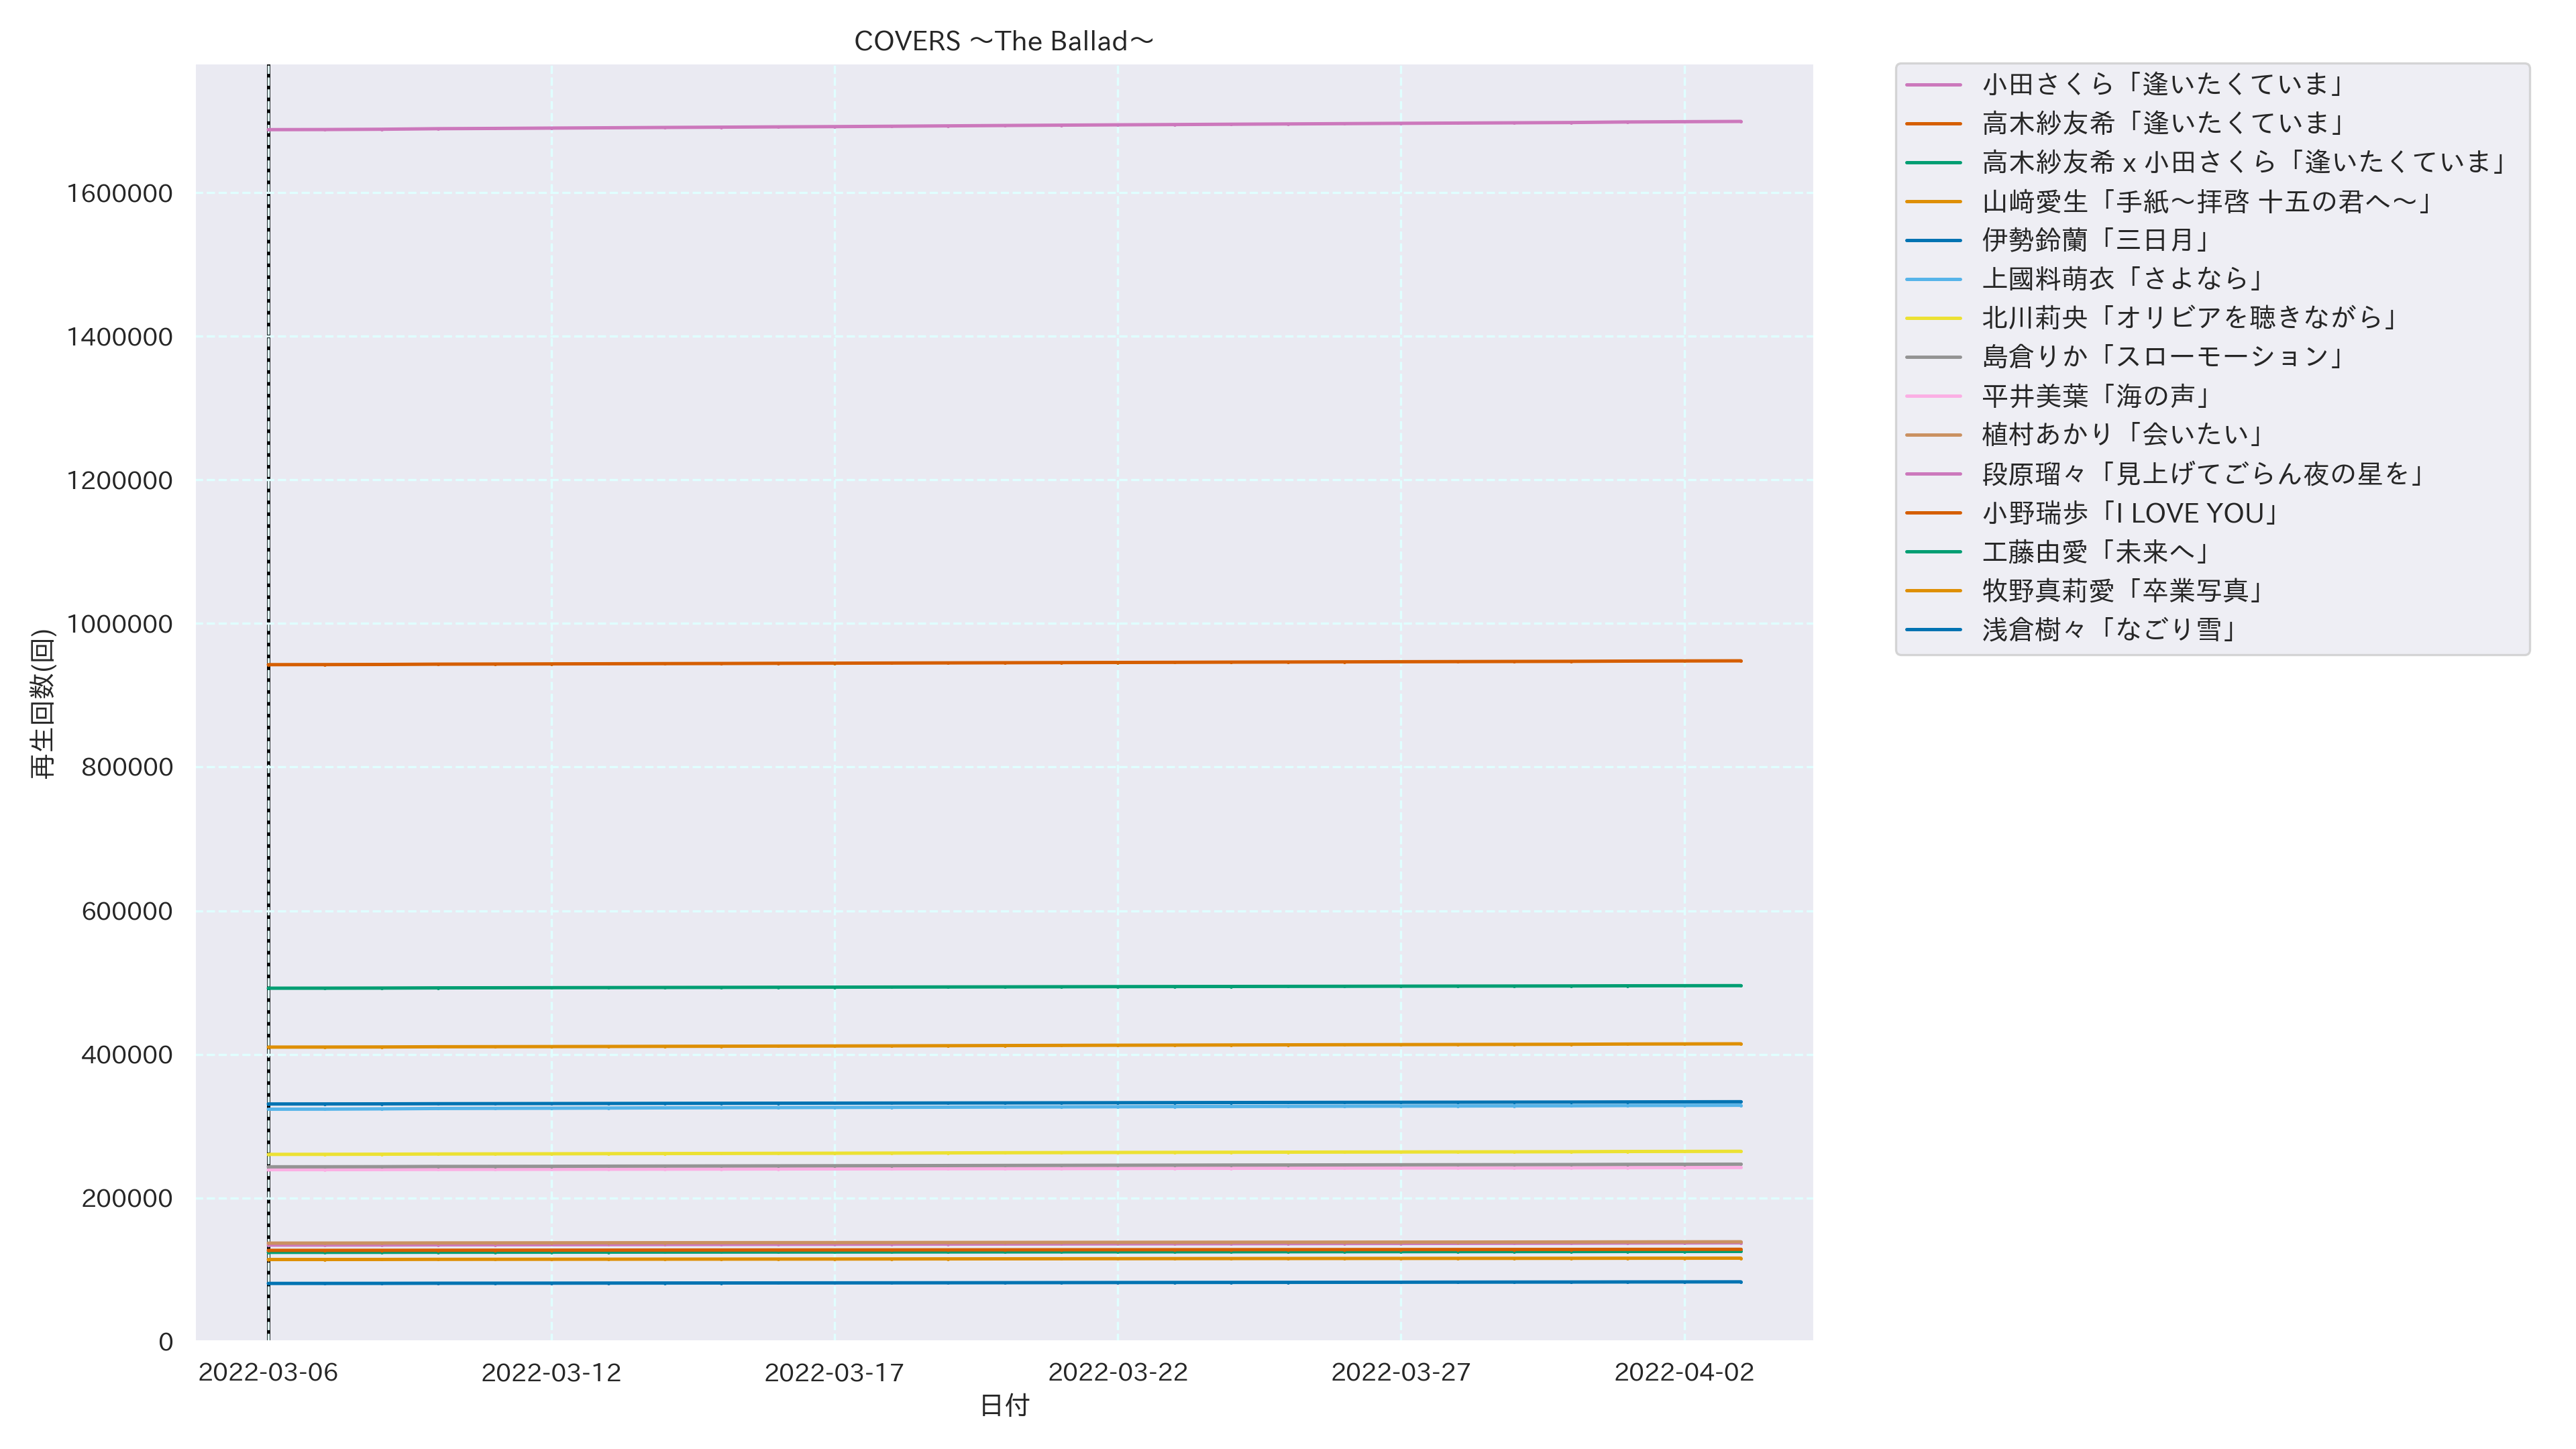 COVERS ～The Ballad～
再生回数(回)
1600000
1400000
1200000
1000000
800000
600000
400000
200000
0
2022-03-06
2022-03-12
2022-03-17
2022-03-22
2022-03-27
2022-04-02
日付
小田さくら「逢いたくていま」
高木紗友希「逢いたくていま」
高木紗友希 x 小田さくら「逢いたくていま」
山﨑愛生「手紙～拝啓 十五の君へ～」
伊勢鈴蘭「三日月」
上國料萌衣「さよなら」
北川莉央「オリビアを聴きながら」
島倉りか「スローモーション」
平井美葉「海の声」
植村あかり「会いたい」
段原瑠々「見上げてごらん夜の星を」
小野瑞歩「I LOVE YOU」
工藤由愛「未来へ」
牧野真莉愛「卒業写真」
浅倉樹々「なごり雪」